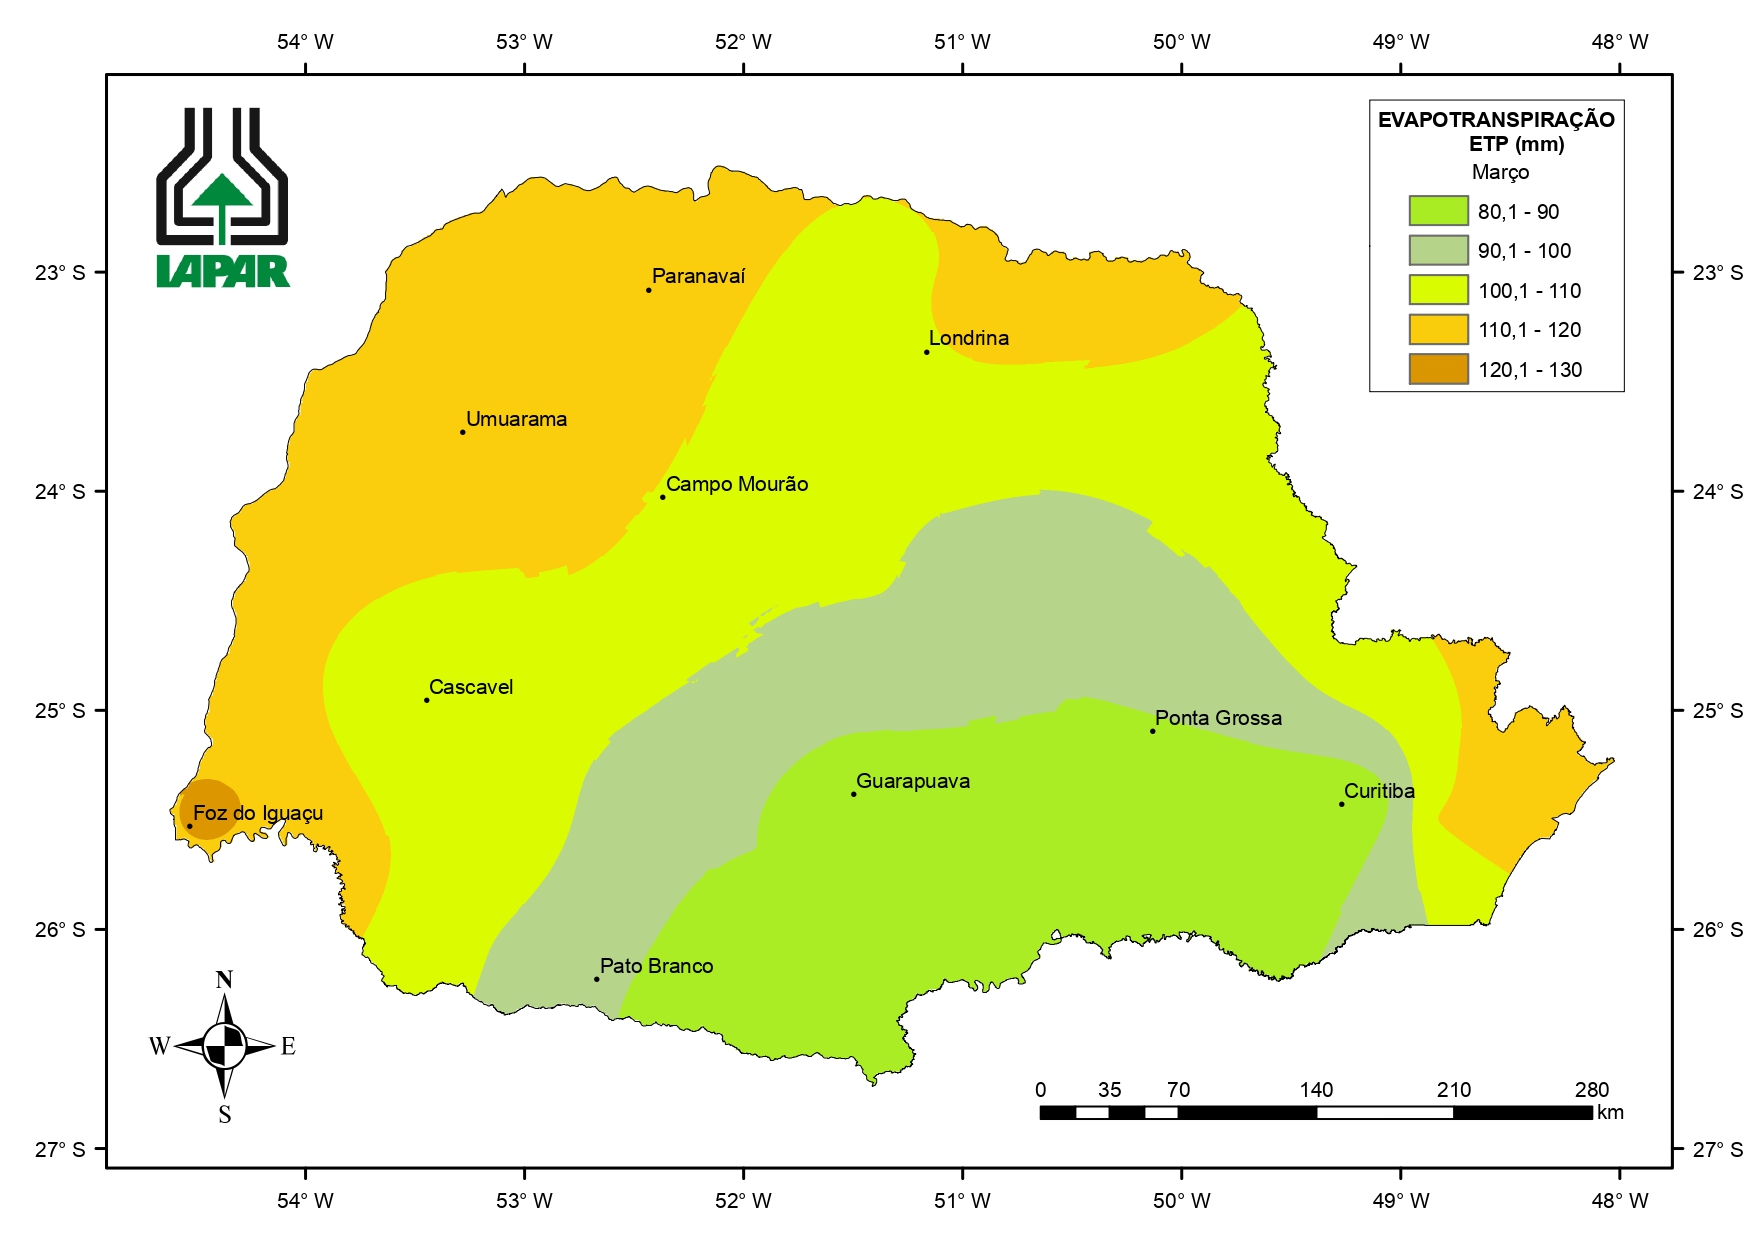 54° W 53° W 52° W 51° W 50° W 49° W 48° W
IAPAR
EVAPOTRANSPIRAÇÃO
ETP (mm)
Março
80,1 - 90
90,1 - 100
100,1 - 110
110,1 - 120
120,1 - 130
23° S 23° S
Paranavaí
Londrina
Umuarama
24° S 24° S
Campo Mourão
Cascavel
25° S 25° S
Ponta Grossa
Guarapuava
Curitiba
Foz do Iguaçu
26° S 26° S
Pato Branco
N
W E
S
0 35 70 140 210 280
km
27° S 27° S
54° W 53° W 52° W 51° W 50° W 49° W 48° W